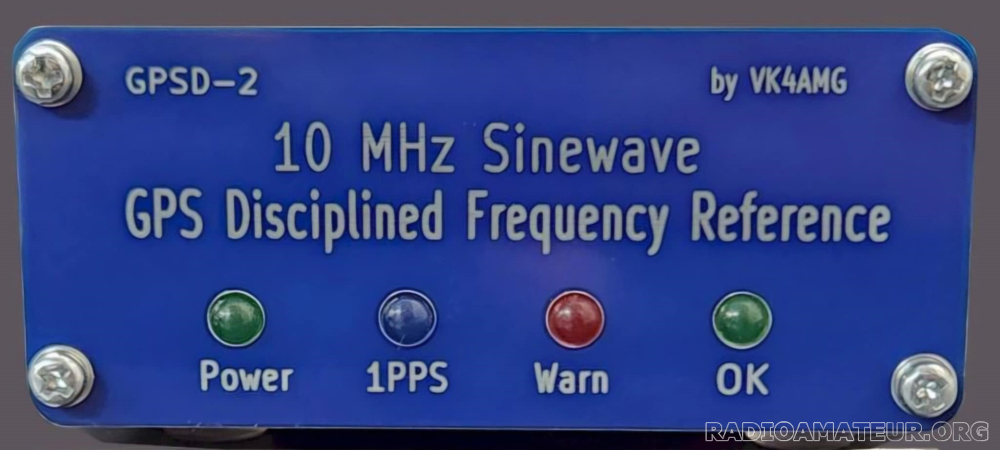 GPSD-2 by VK4AMG
10 MHz Sinewave
GPS Disciplined Frequency Reference
Power 1PPS Warn OK
RADIOAMATEUR.ORG